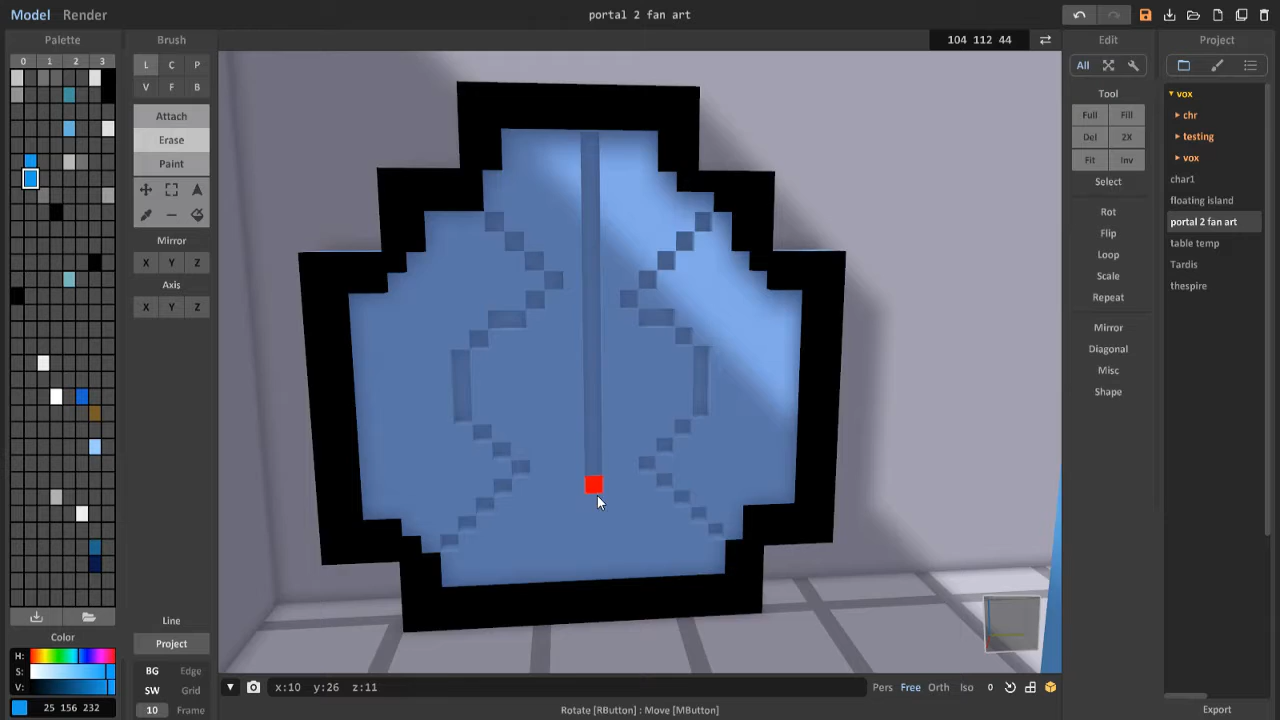 Model Render
portal 2 fan art
Palette
0 1 2 3
Brush
L C P
V F B
Attach
Erase
Paint
Mirror
X Y Z
Axis
X Y Z
Line
Project
BG Edge
SW Grid
10 Frame
Color
H:
S:
V:
25 156 232
104 112 44
x:10 y:26 z:11
Pers Free Orth Iso 0
Rotate [RButton] : Move [MButton]
Edit
All
Tool
Full Fill
Del 2X
Fit Inv
Select
Rot
Flip
Loop
Scale
Repeat
Mirror
Diagonal
Misc
Shape
Project
vox
chr
testing
vox
char1
floating island
portal 2 fan art
table temp
Tardis
thespire
Export